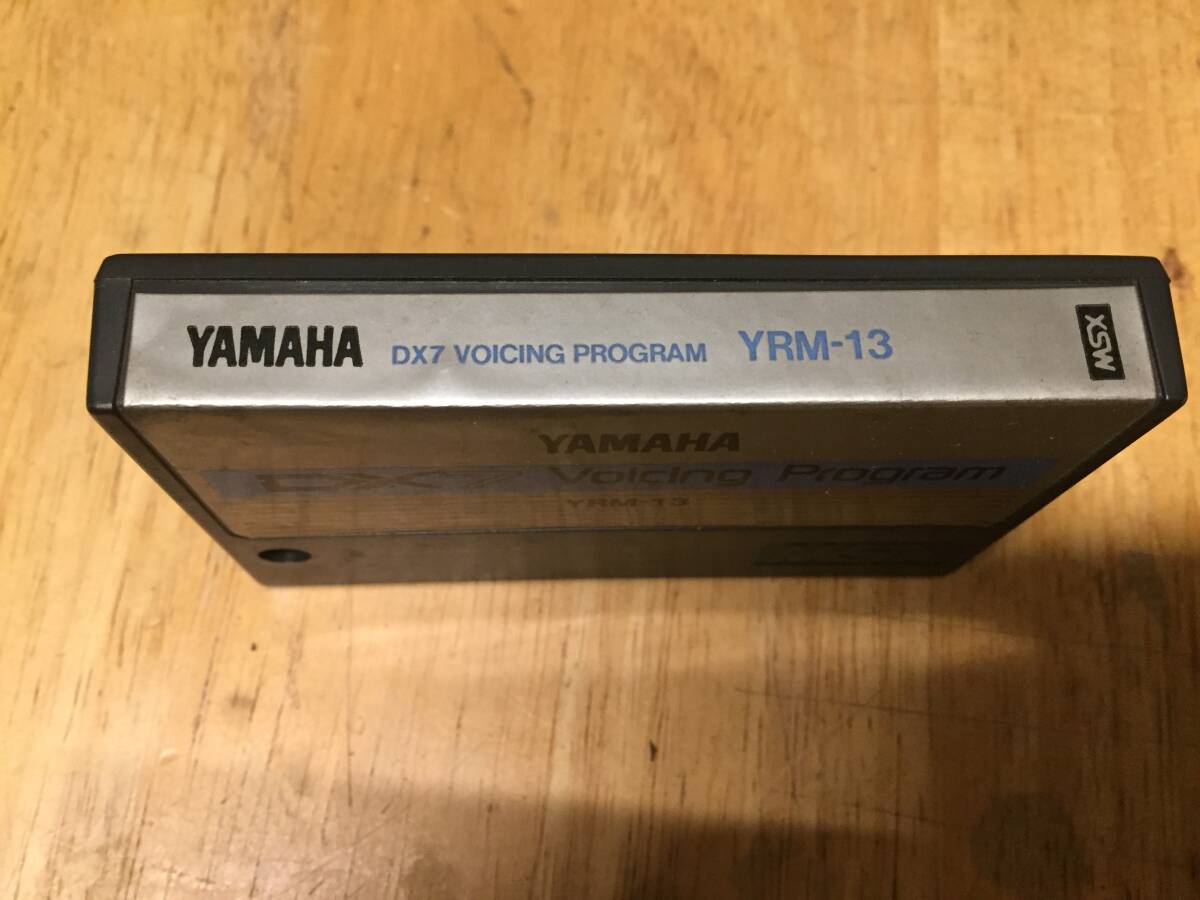 YAMAHA DX7 VOICING PROGRAM YRM-13 MSX
YAMAHA
DX7 Voicing Program
YRM-13